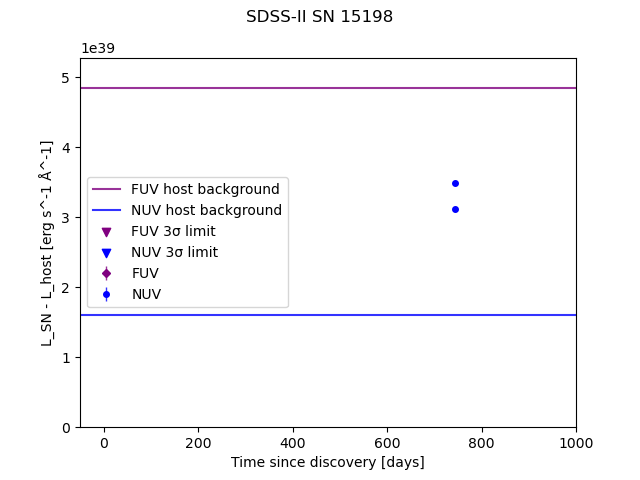 SDSS-II SN 15198
1e39
5
4
3
2
1
0
L_SN - L_host [erg s^-1 Å^-1]
FUV host background
NUV host background
FUV 3σ limit
NUV 3σ limit
FUV
NUV
0 200 400 600 800 1000
Time since discovery [days]